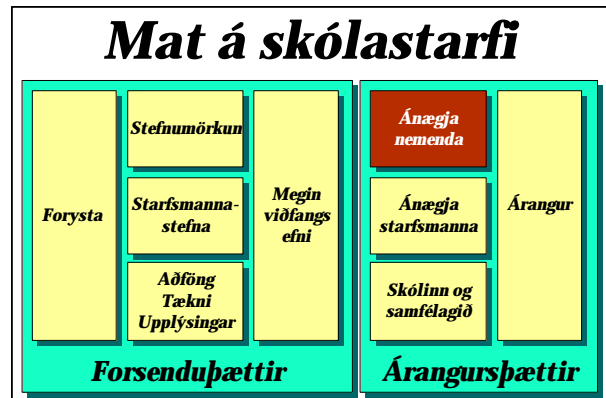 Mat á skólastarfi
Forysta
Stefnumörkun
Starfsmanna-
stefna
Aðföng
Tækni
Upplýsingar
Megin
viðfangs
efni
Forsenduþættir
Ánægja
nemenda
Ánægja
starfsmanna
Skólinn og
samfélagið
Árangur
Árangursþættir